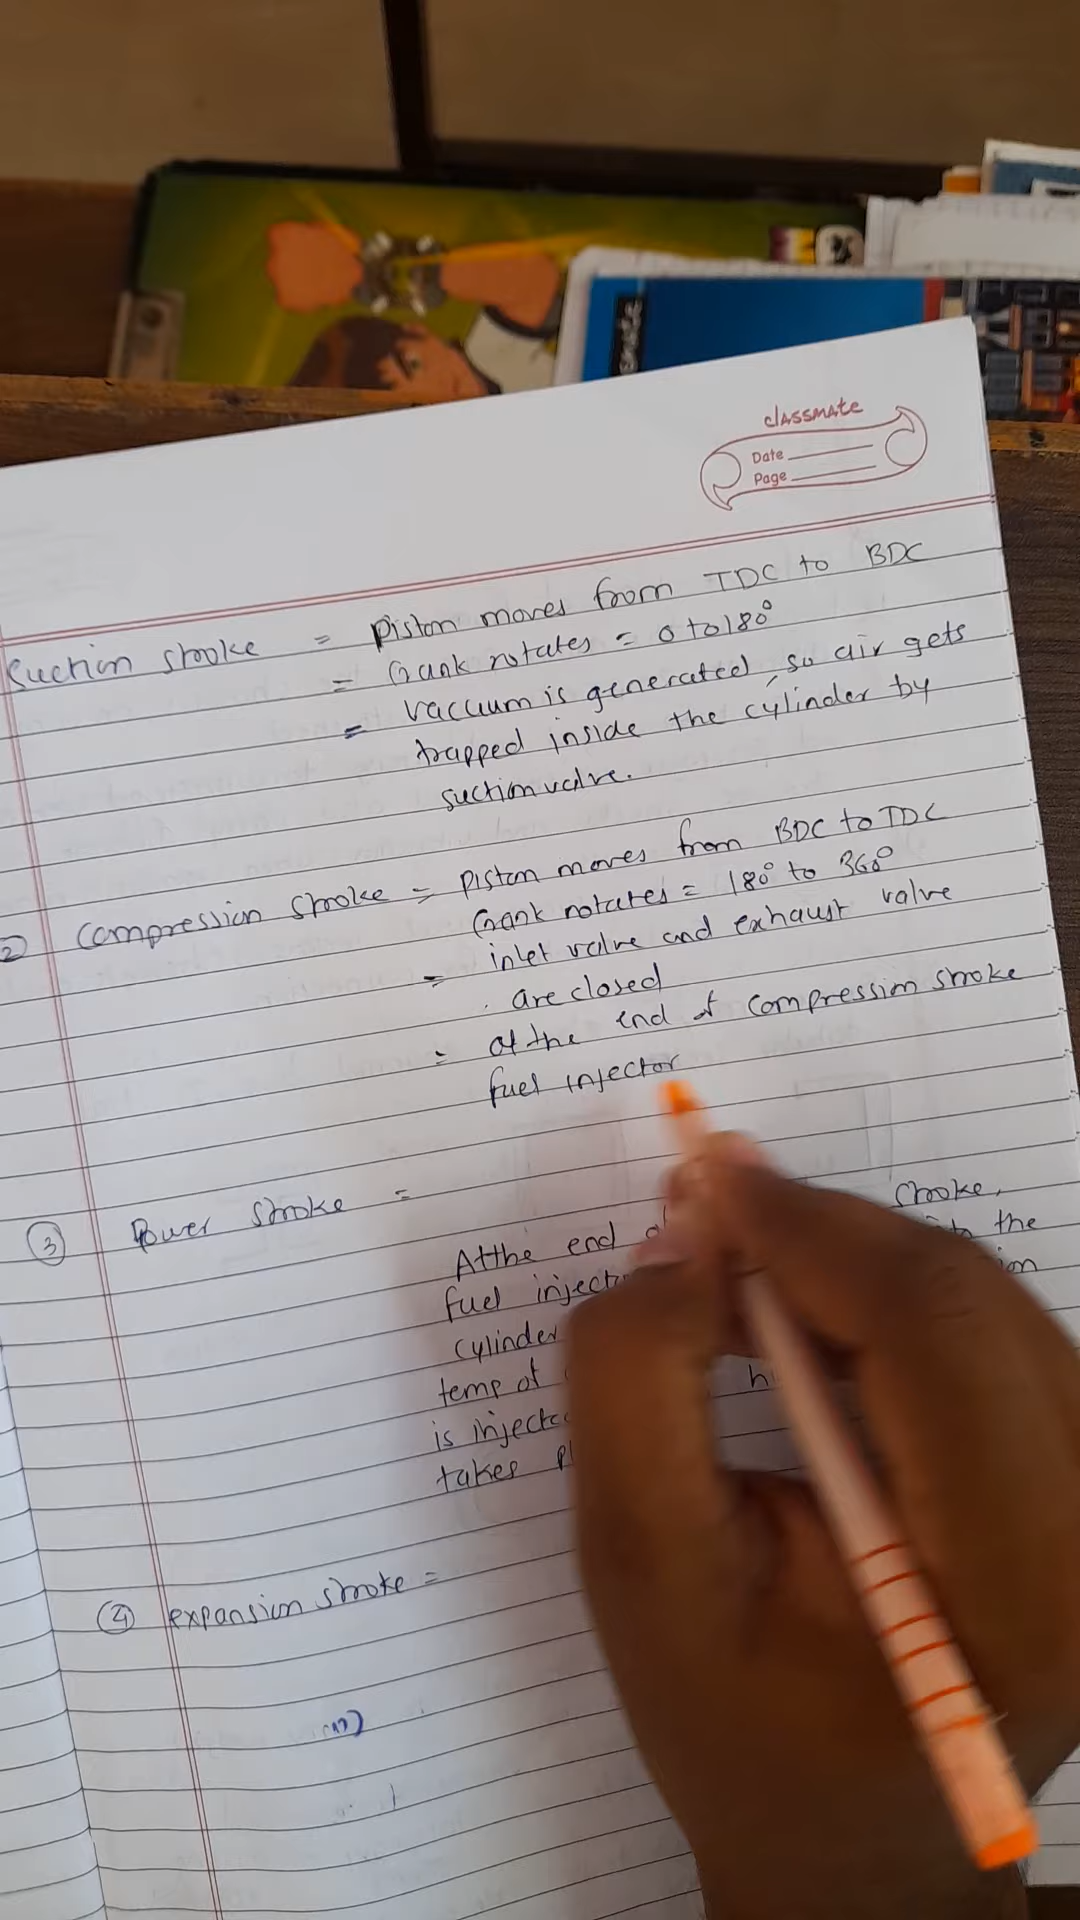 classmate
Date
Page
Suction stroke = piston moves from TDC to BDC
= Crank rotates = 0 to 180°
= vaccum is generated, so air gets
trapped inside the cylinder by
suction valve.
2 Compression stroke = piston moves from BDC to TDC
Crank rotates = 180° to 360°
= inlet valve and exhaust valve
are closed
= at the end of compression stroke
fuel injector
3 Power stroke =
At the end stroke,
fuel the
cylinder
temp of
is
takes
4 expansion stroke =